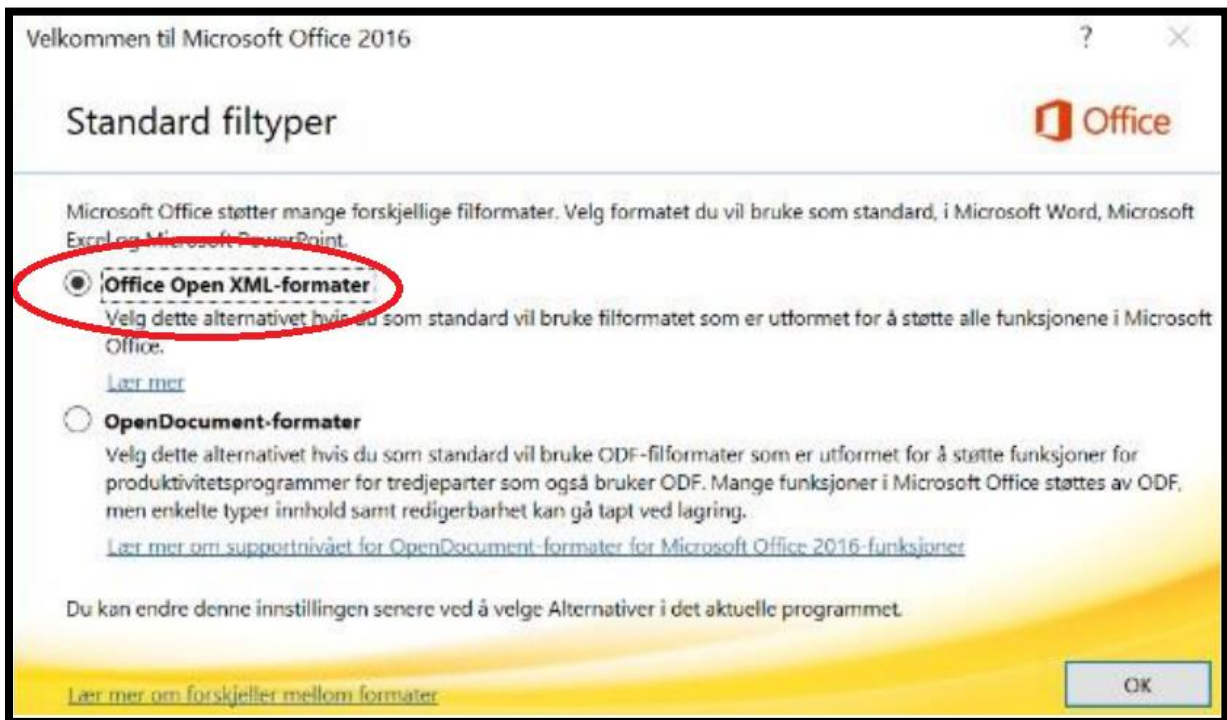 Velkommen til Microsoft Office 2016
?
Standard filtyper
Office
Microsoft Office støtter mange forskjellige filformater. Velg formatet du vil bruke som standard, i Microsoft Word, Microsoft
Excel og Microsoft PowerPoint.
Office Open XML-formater
Velg dette alternativet hvis du som standard vil bruke filformatet som er utformet for å støtte alle funksjonene i Microsoft
Office.
Lær mer
OpenDocument-formater
Velg dette alternativet hvis du som standard vil bruke ODF-filformater som er utformet for å støtte funksjoner for
produktivitetsprogrammer for tredjeparter som også bruker ODF. Mange funksjoner i Microsoft Office støttes av ODF,
men enkelte typer innhold samt redigerbarhet kan gå tapt ved lagring.
Lær mer om supportnivået for OpenDocument-formater for Microsoft Office 2016-funksjoner
Du kan endre denne innstillingen senere ved å velge Alternativer i det aktuelle programmet.
Lær mer om forskjeller mellom formater
OK